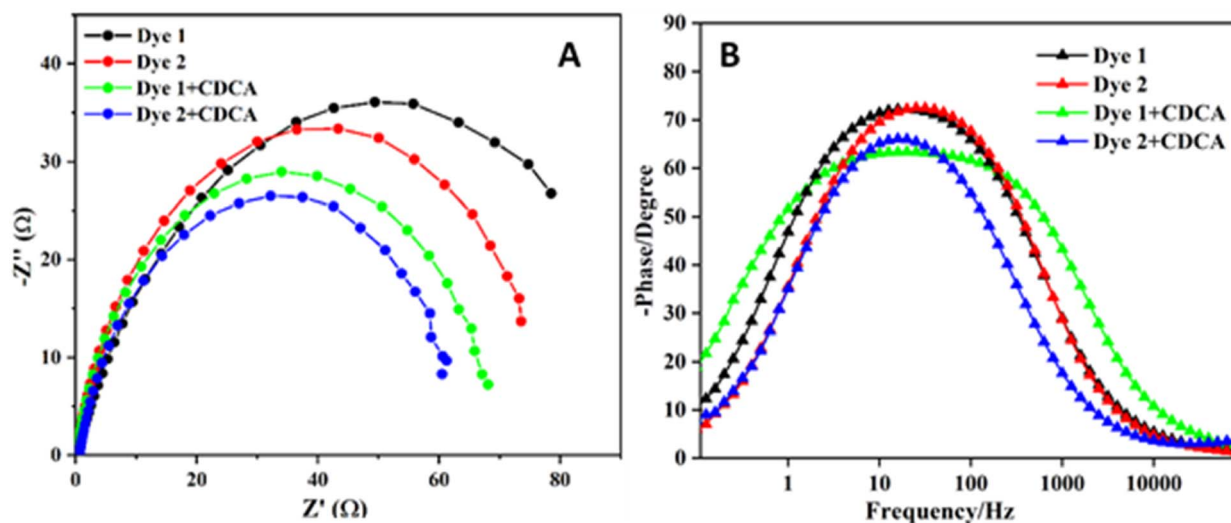 A
Dye 1
Dye 2
Dye 1+CDCA
Dye 2+CDCA
-Z'' (Ω)
40
30
20
10
0
0 20 40 60 80
Z' (Ω)
B
Dye 1
Dye 2
Dye 1+CDCA
Dye 2+CDCA
-Phase/Degree
90
80
70
60
50
40
30
20
10
0
1 10 100 1000 10000
Frequency/Hz